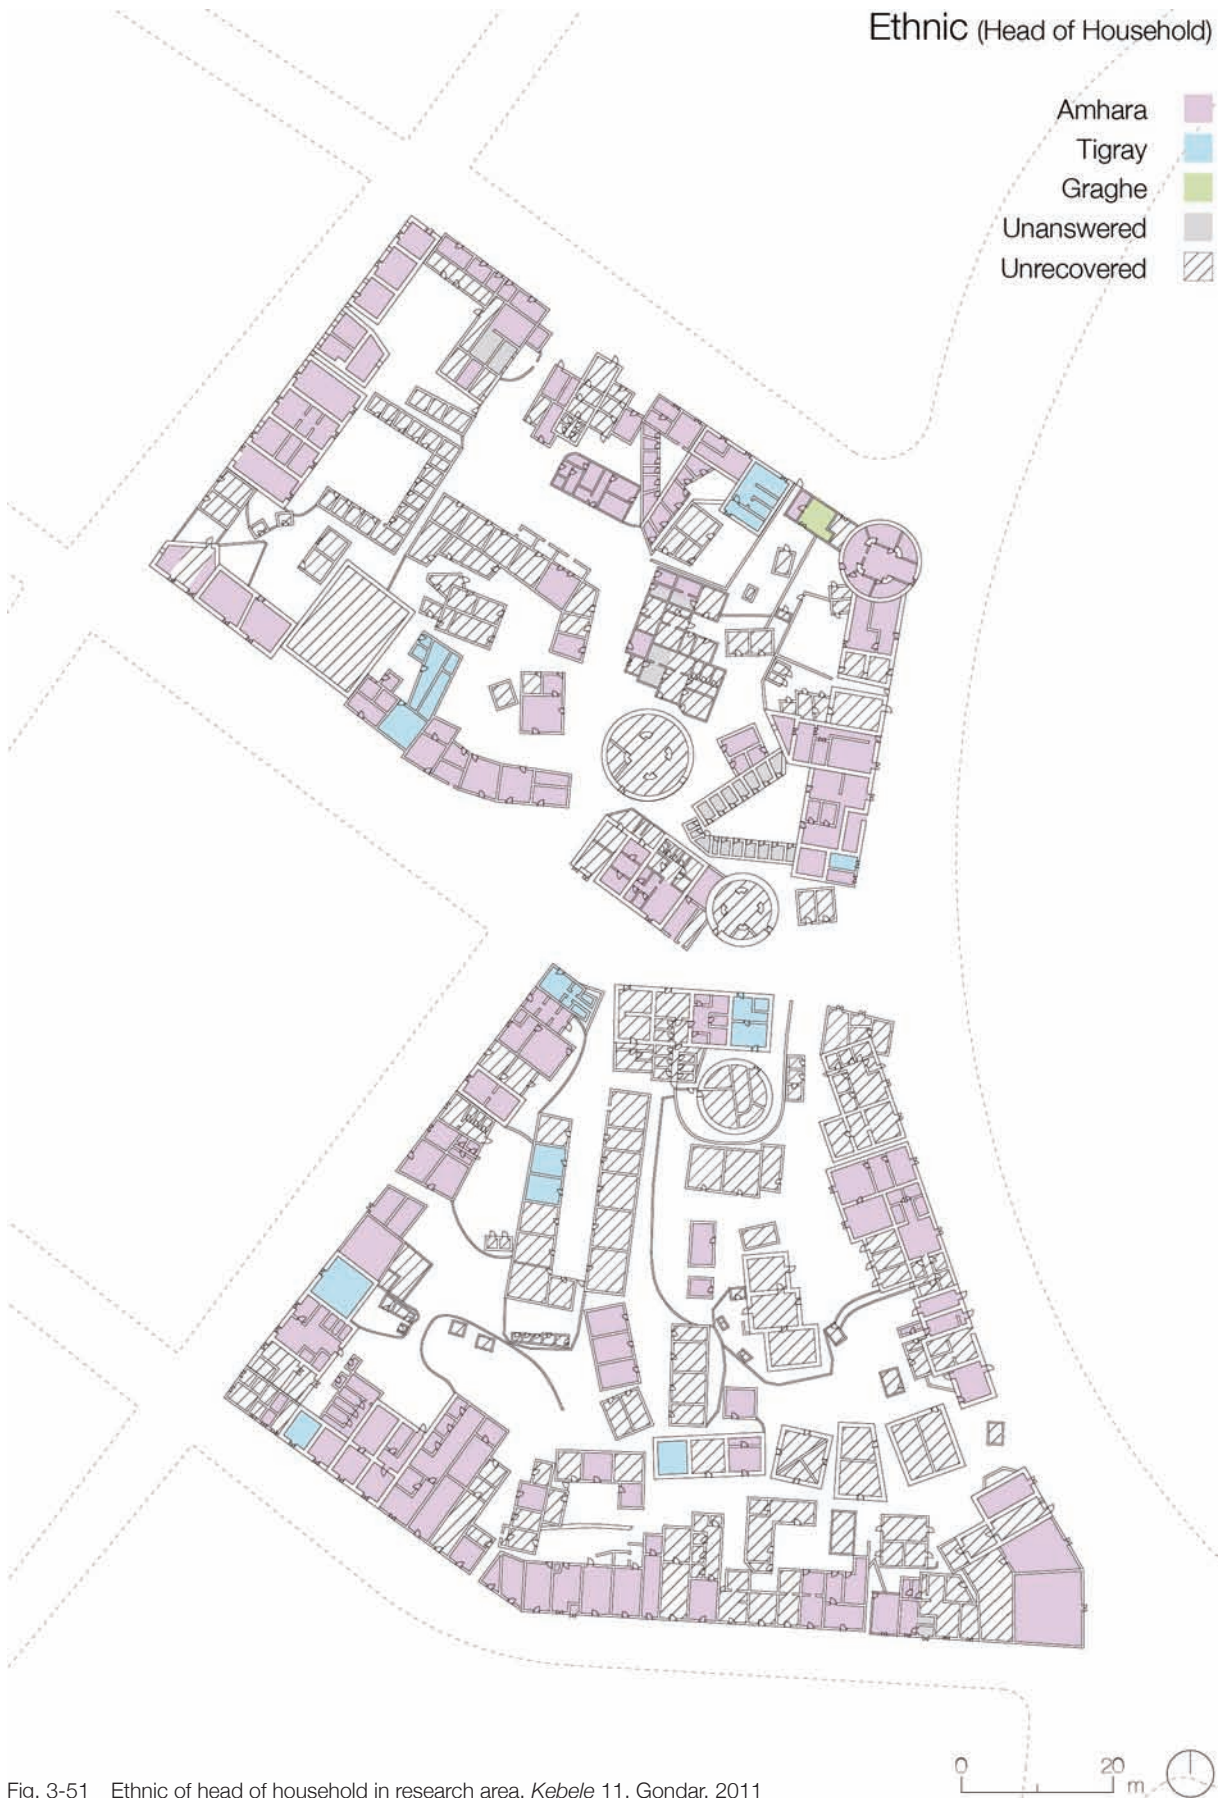 Ethnic (Head of Household)
Amhara
Tigray
Graghe
Unanswered
Unrecovered
0 20
m
Fig. 3-51 Ethnic of head of household in research area, Kebele 11, Gondar, 2011